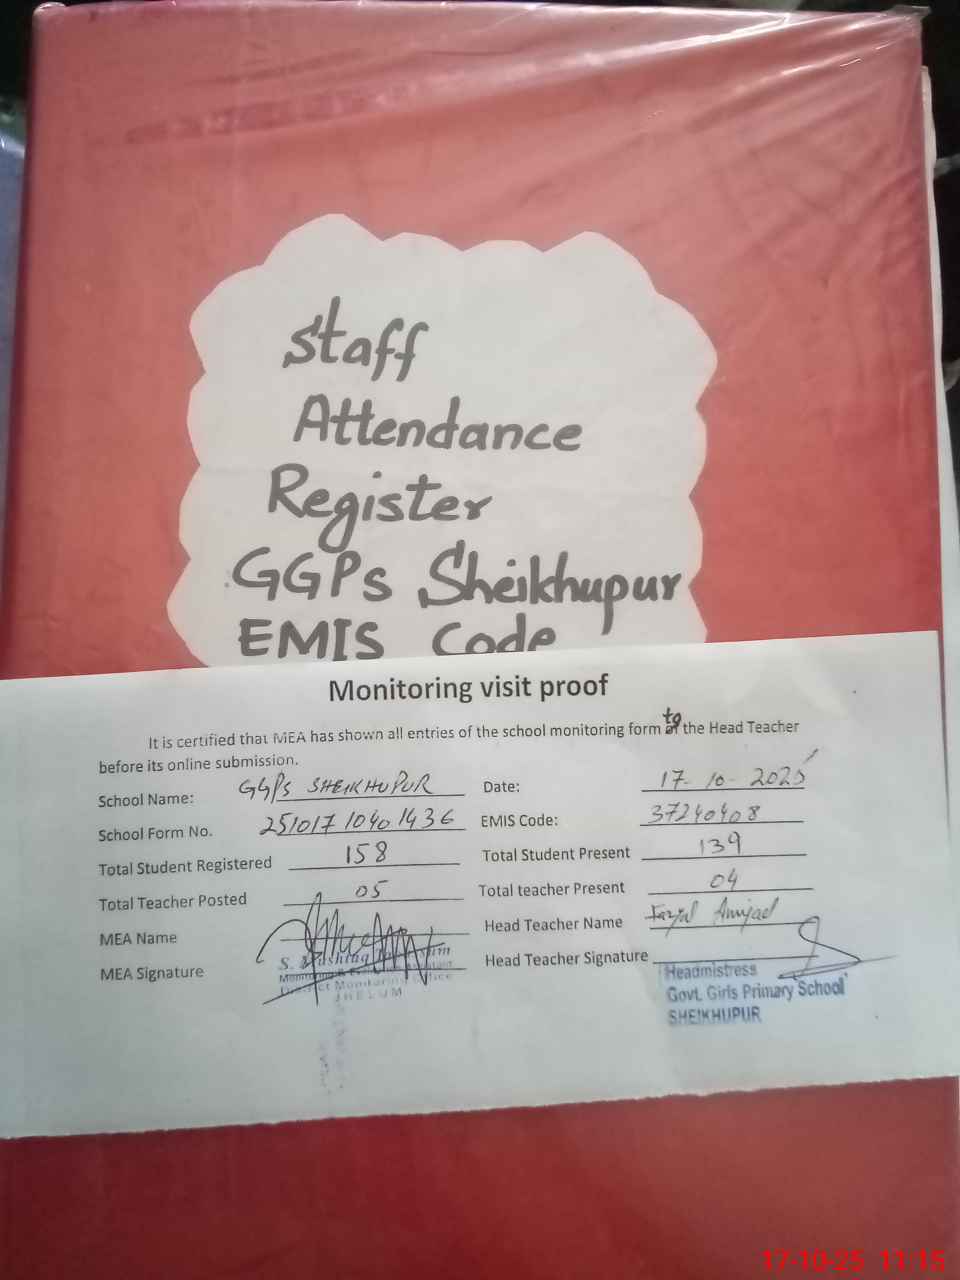 Staff
Attendance
Register
GGPs Sheikhupur
EMIS Code
Monitoring visit proof
It is certified that MEA has shown all entries of the school monitoring form to the Head Teacher
before its online submission.
School Name: GGPs SHEIKHUPUR Date: 17-10-2025
School Form No. 251017 1040 1436 EMIS Code: 37240408
Total Student Registered 158 Total Student Present 139
Total Teacher Posted 05 Total teacher Present 04
MEA Name Head Teacher Name Amjad
MEA Signature Head Teacher Signature
S.
District Monitoring Office
JHELUM
Headmistress
Govt. Girls Primary School
SHEIKHUPUR
17-10-25 11:15